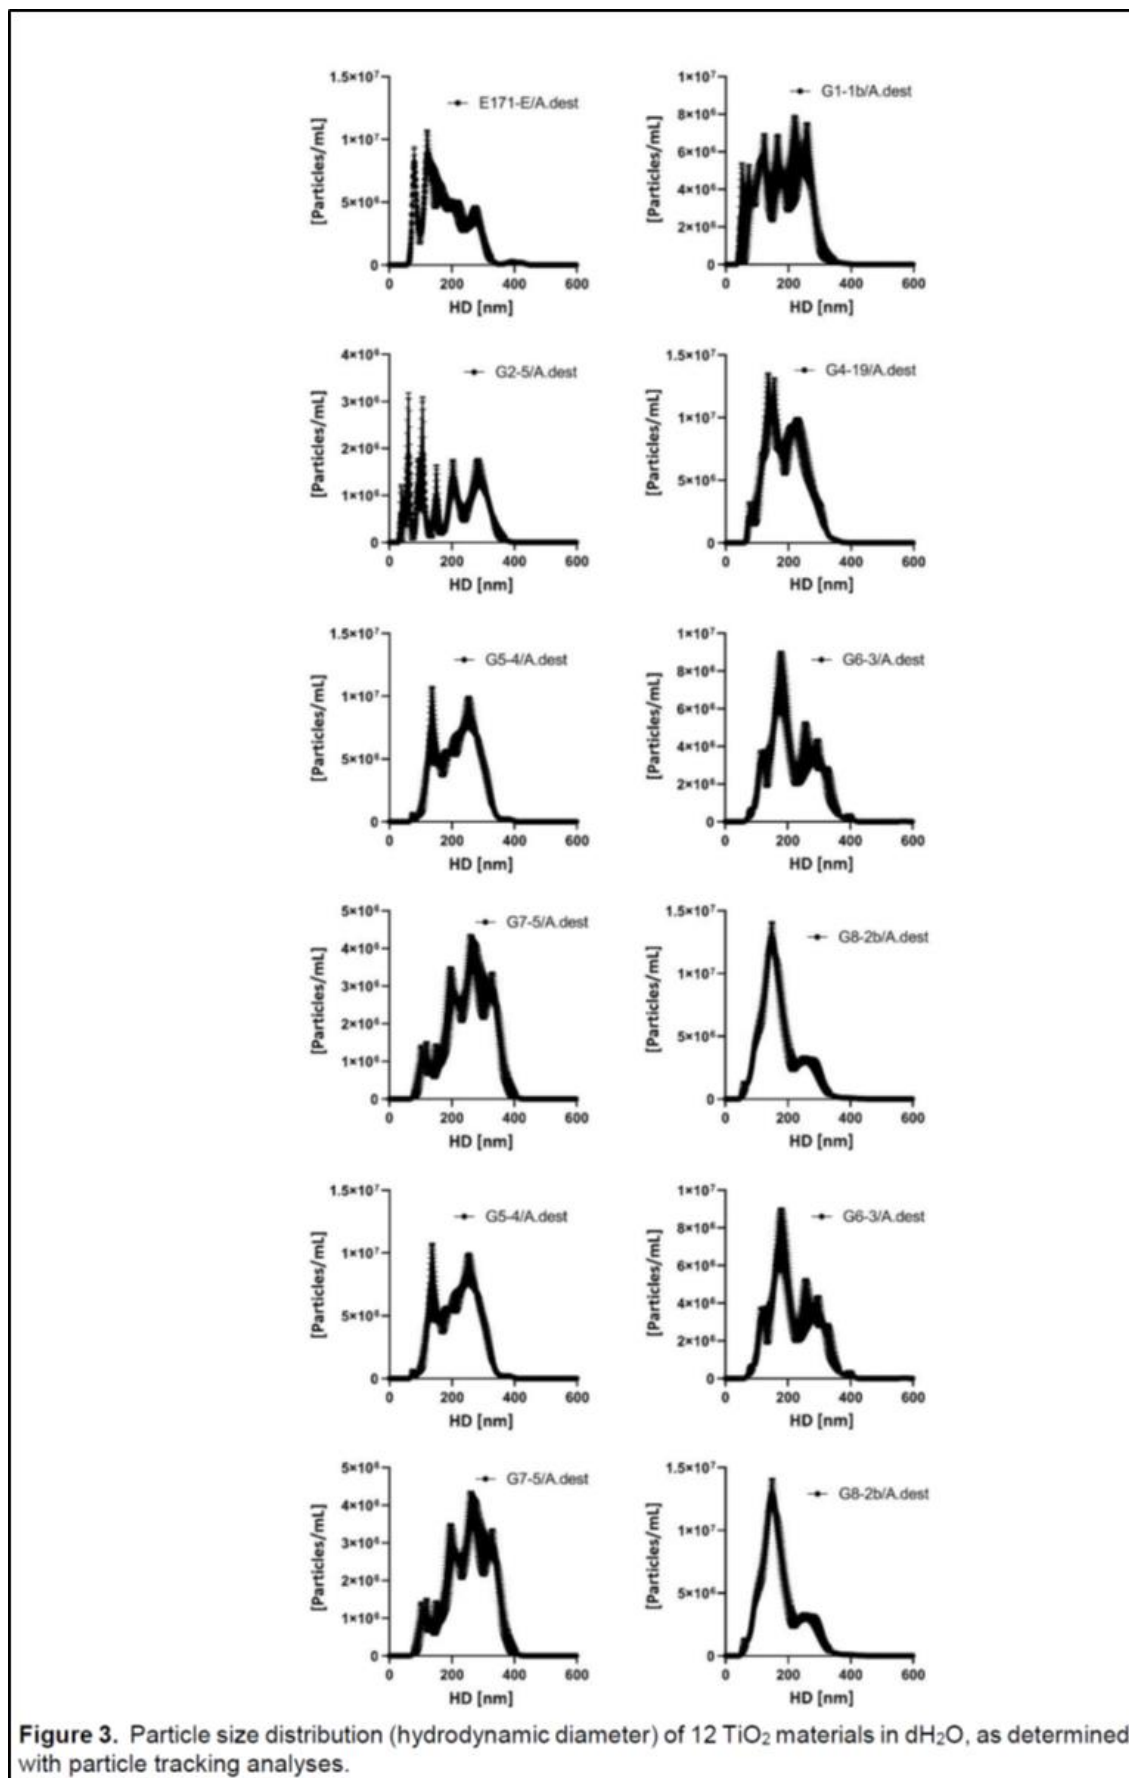 1.5×10⁷
1×10⁷
5×10⁶
0
[Particles/mL]
E171-E/A.dest
0 200 400 600
HD [nm]
1×10⁷
8×10⁶
6×10⁶
4×10⁶
2×10⁶
0
[Particles/mL]
G1-1b/A.dest
0 200 400 600
HD [nm]
4×10⁶
3×10⁶
2×10⁶
1×10⁶
0
[Particles/mL]
G2-5/A.dest
0 200 400 600
HD [nm]
1.5×10⁷
1×10⁷
5×10⁶
0
[Particles/mL]
G4-19/A.dest
0 200 400 600
HD [nm]
1.5×10⁷
1×10⁷
5×10⁶
0
[Particles/mL]
G5-4/A.dest
0 200 400 600
HD [nm]
1×10⁷
8×10⁶
6×10⁶
4×10⁶
2×10⁶
0
[Particles/mL]
G6-3/A.dest
0 200 400 600
HD [nm]
5×10⁶
4×10⁶
3×10⁶
2×10⁶
1×10⁶
0
[Particles/mL]
G7-5/A.dest
0 200 400 600
HD [nm]
1.5×10⁷
1×10⁷
5×10⁶
0
[Particles/mL]
G8-2b/A.dest
0 200 400 600
HD [nm]
1.5×10⁷
1×10⁷
5×10⁶
0
[Particles/mL]
G5-4/A.dest
0 200 400 600
HD [nm]
1×10⁷
8×10⁶
6×10⁶
4×10⁶
2×10⁶
0
[Particles/mL]
G6-3/A.dest
0 200 400 600
HD [nm]
5×10⁶
4×10⁶
3×10⁶
2×10⁶
1×10⁶
0
[Particles/mL]
G7-5/A.dest
0 200 400 600
HD [nm]
1.5×10⁷
1×10⁷
5×10⁶
0
[Particles/mL]
G8-2b/A.dest
0 200 400 600
HD [nm]
Figure 3. Particle size distribution (hydrodynamic diameter) of 12 TiO₂ materials in dH₂O, as determined
with particle tracking analyses.